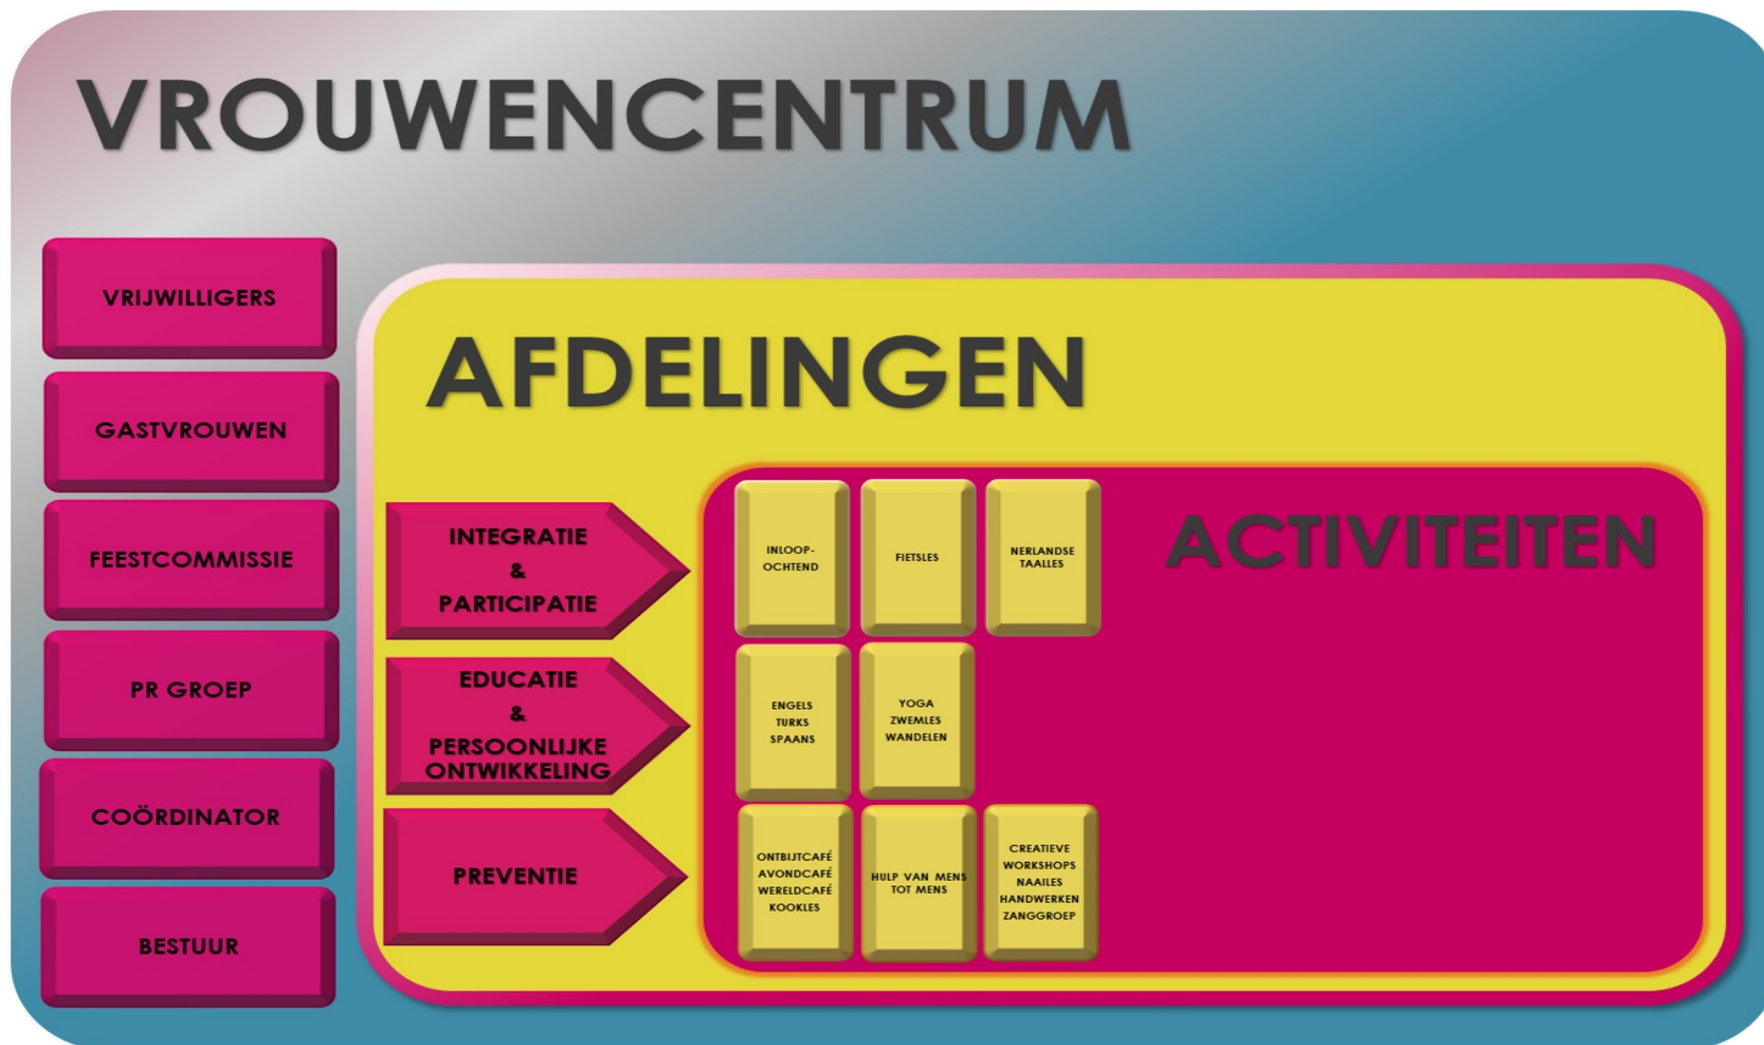 VROUWENCENTRUM
VRIJWILLIGERS
GASTVROUWEN
FEESTCOMMISSIE
PR GROEP
COÖRDINATOR
BESTUUR
AFDELINGEN
INTEGRATIE
&
PARTICIPATIE
EDUCATIE
&
PERSOONLIJKE
ONTWIKKELING
PREVENTIE
ACTIVITEITEN
INLOOP-
OCHTEND
FIETSLES
NERLANDSE
TAALLES
ENGELS
TURKS
SPAANS
YOGA
ZWEMLES
WANDELEN
ONTBIJTCAFÉ
AVONDCAFÉ
WERELDCAFÉ
KOOKLES
HULP VAN MENS
TOT MENS
CREATIEVE
WORKSHOPS
NAAILES
HANDWERKEN
ZANGGROEP